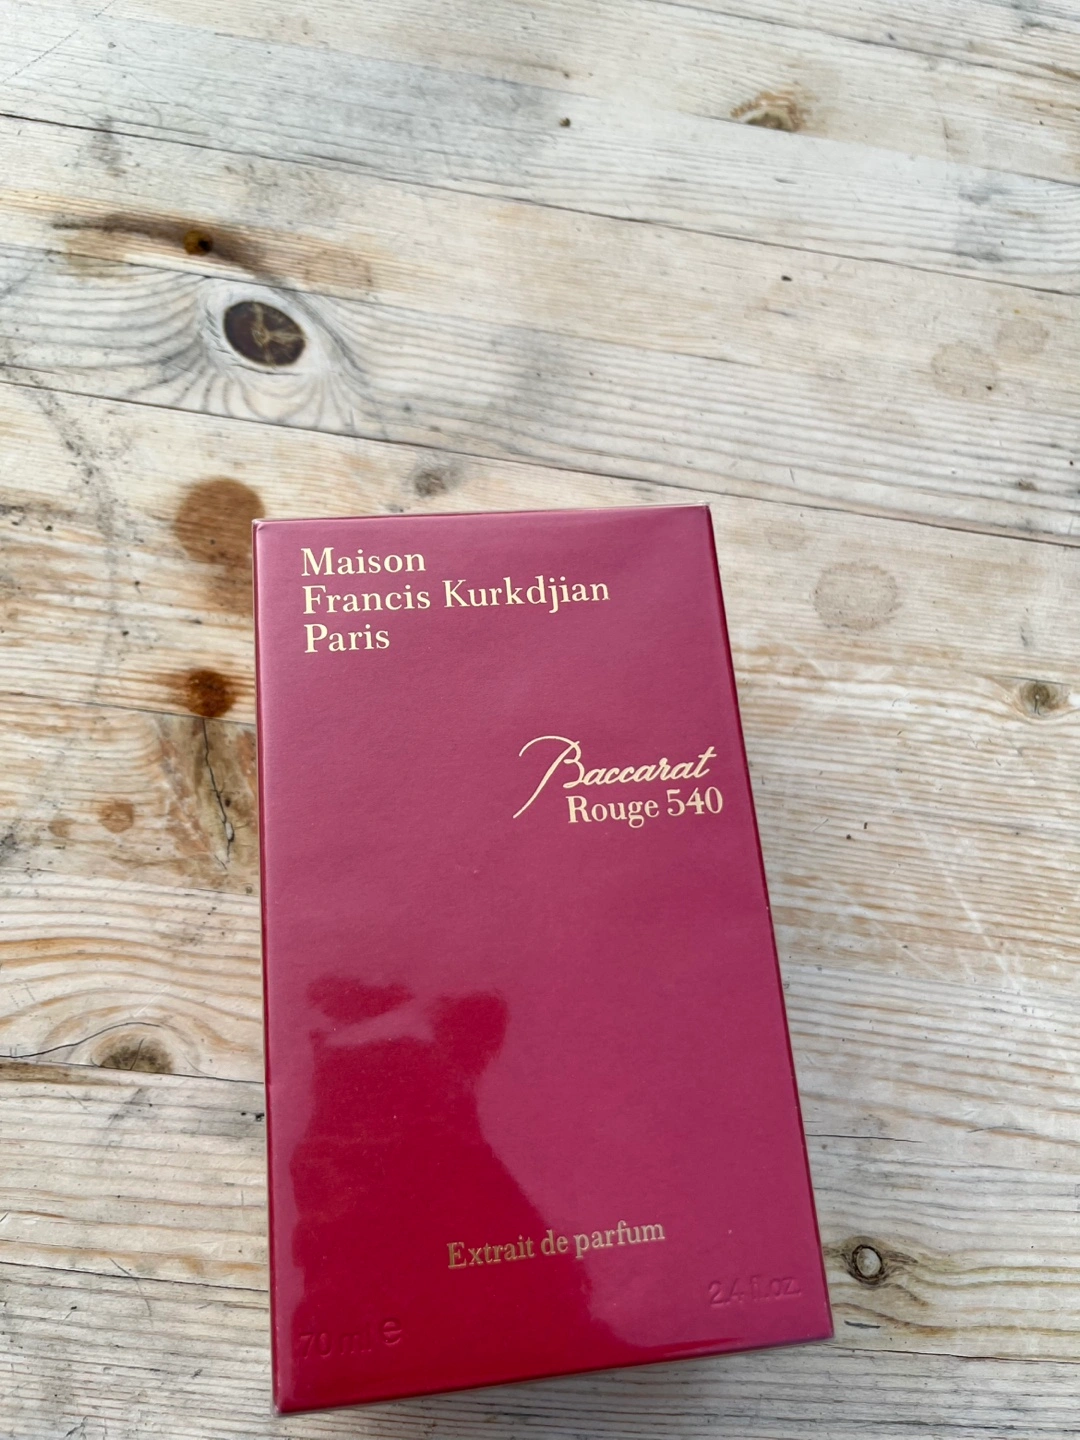 Maison
Francis Kurkdjian
Paris
Baccarat
Rouge 540
Extrait de parfum
2.4 fl.oz.
70 ml e